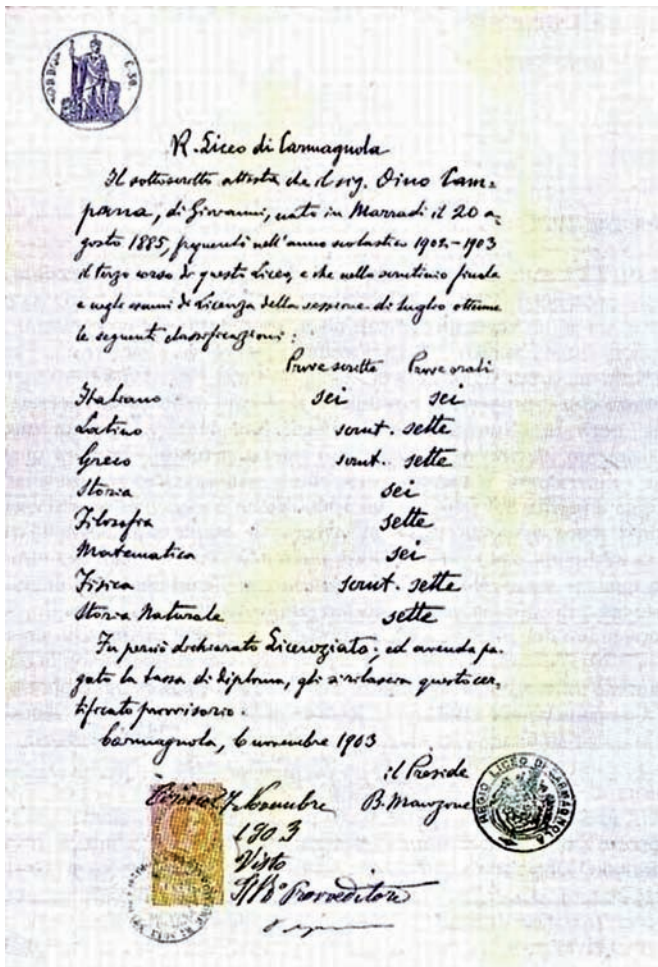 C. 50.
R. Liceo di Carmagnola
Il sottoscritto attesta che il sig. Dino Cam=
pana, di Giovanni, nato in Marradi il 20 a,
gosto 1885, frequentò nell'anno scolastico 1902-1903
il terzo corso di questo Liceo, e che nello scrutinio finale
e negli esami di Licenza della sessione di luglio ottenne
le seguenti classificazioni:
Prove scritte Prove orali
Italiano sei sei
Latino scrut. sette
Greco scrut. sette
Storia sei
Filosofia sette
Matematica sei
Fisica scrut. sette
Storia Naturale sette
Fu perciò dichiarato Licenziato; ed avendo pa,
gato la tassa di diploma, gli si rilascia questo cer,
tificato provvisorio
Carmagnola, 6 novembre 1903
il Preside
B. Marzone
REGIO LICEO DI CARMAGNOLA
7 Novembre
1903
Visto
Il R° Provveditore